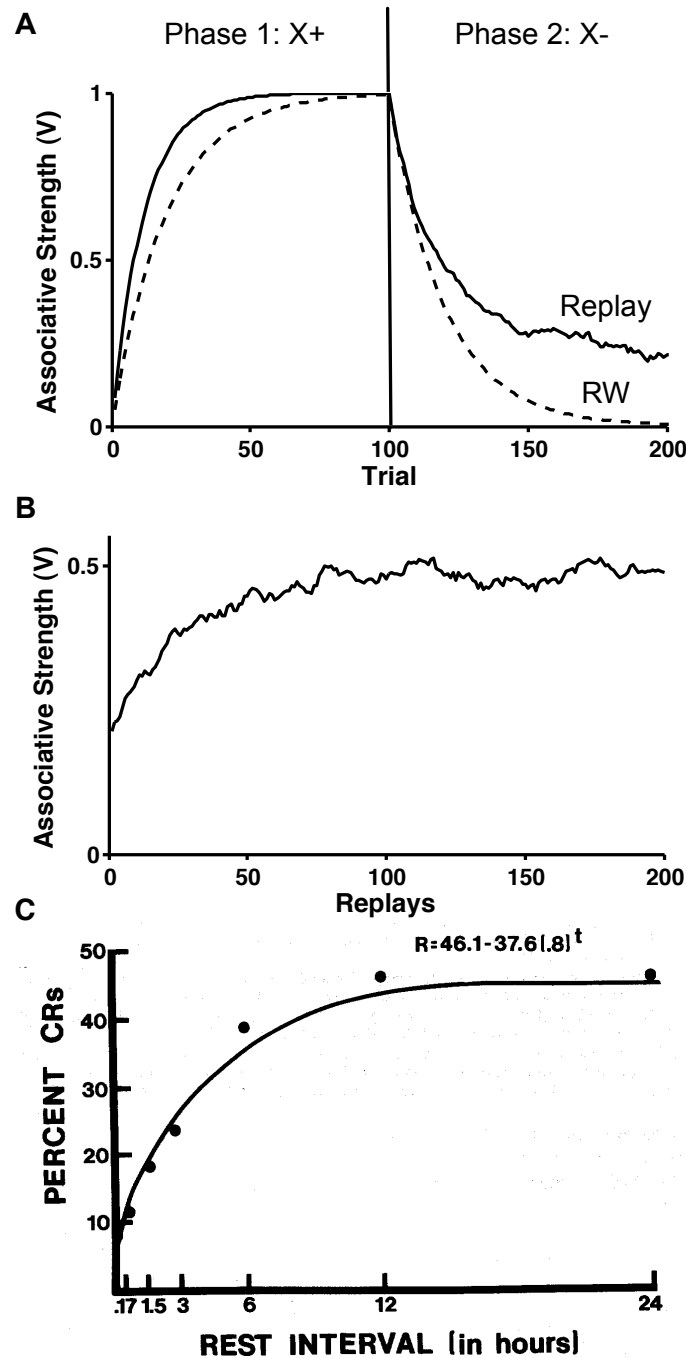 A
Phase 1: X+ Phase 2: X-
Associative Strength (V)
1
0.5
0
Replay
RW
0 50 100 150 200
Trial
B
Associative Strength (V)
0.5
0
0 50 100 150 200
Replays
C
R=46.1-37.6(.8)^t
PERCENT CRs
50
40
30
20
10
.17 1.5 3 6 12 24
REST INTERVAL (in hours)